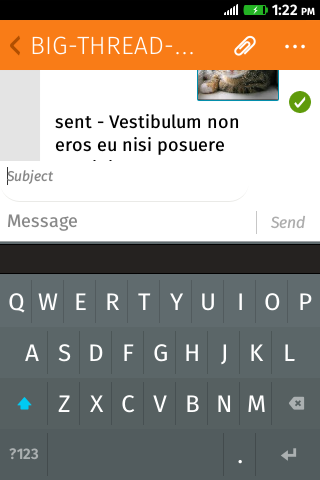 1:22 PM
BIG-THREAD-...
sent - Vestibulum non
eros eu nisi posuere
Subject
Message Send
Q W E R T Y U I O P
A S D F G H J K L
Z X C V B N M
?123 .